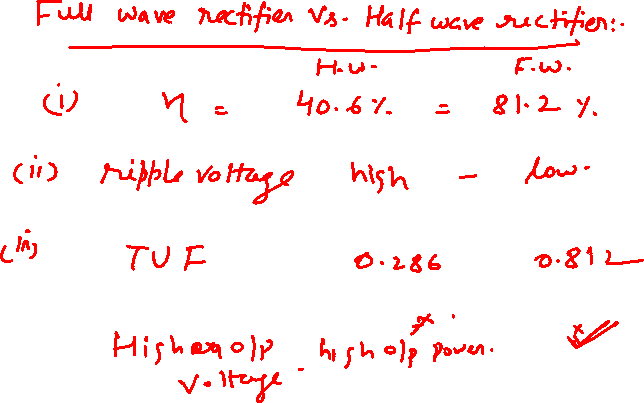 Full wave rectifier Vs. Half wave rectifier:-
H.W. F.W.
(i) η = 40.6 % = 81.2 %.
(ii) ripple voltage high - low.
(iii) TUF 0.286 0.812
Higher o/p voltage. high o/p power.